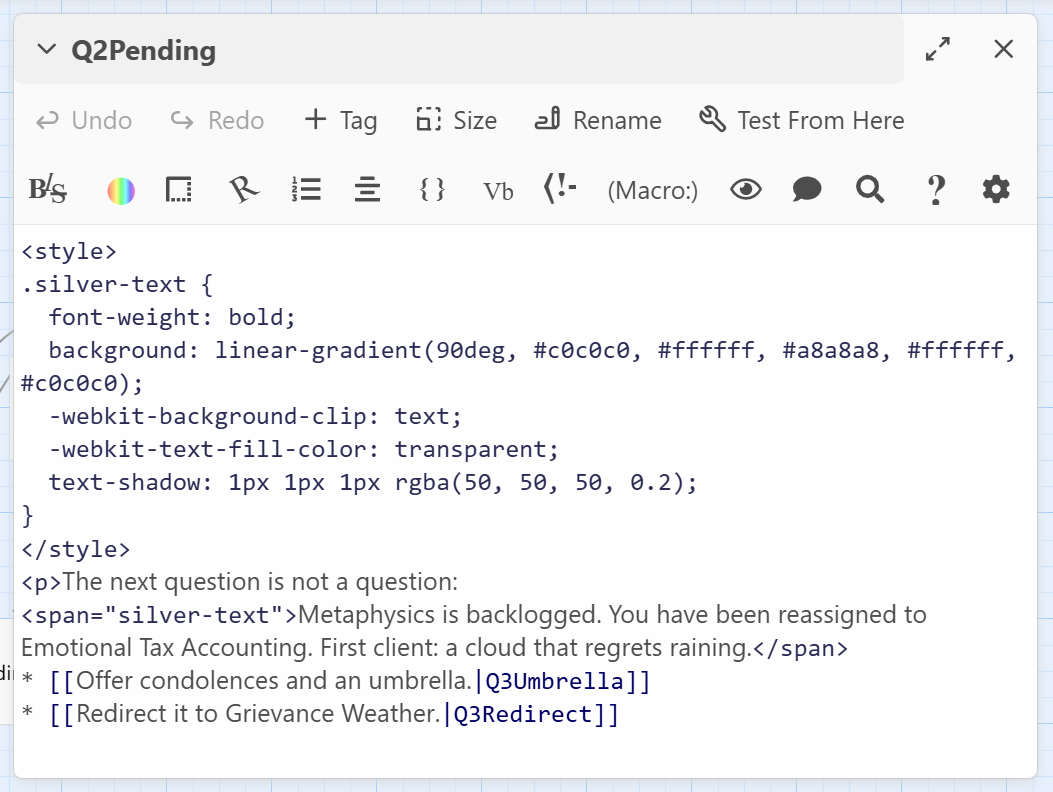 Q2Pending
Undo Redo + Tag Size Rename Test From Here
BIS { } Vb (!- (Macro:) ?
<style>
.silver-text {
  font-weight: bold;
  background: linear-gradient(90deg, #c0c0c0, #ffffff, #a8a8a8, #ffffff,
#c0c0c0);
  -webkit-background-clip: text;
  -webkit-text-fill-color: transparent;
  text-shadow: 1px 1px 1px rgba(50, 50, 50, 0.2);
}
</style>
<p>The next question is not a question:
<span="silver-text">Metaphysics is backlogged. You have been reassigned to
Emotional Tax Accounting. First client: a cloud that regrets raining.</span>
* [[Offer condolences and an umbrella.|Q3Umbrella]]
* [[Redirect it to Grievance Weather.|Q3Redirect]]